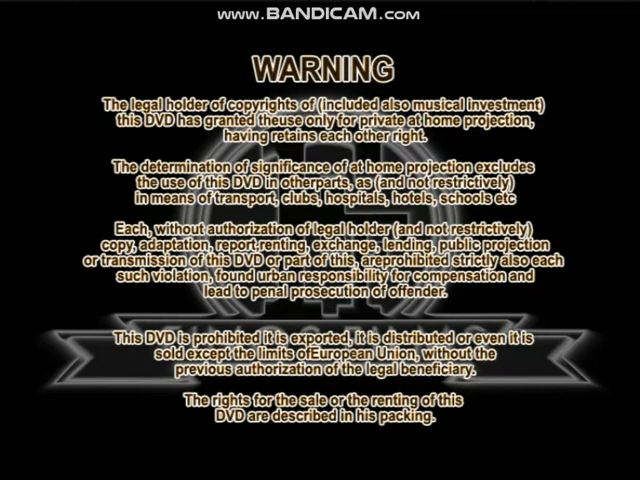 www.BANDICAM.com
WARNING
The legal holder of copyrights of (included also musical investment)
this DVD has granted theuse only for private at home projection,
having retains each other right.
The determination of significance of at home projection excludes
the use of this DVD in otherparts, as (and not restrictively)
in means of transport, clubs, hospitals, hotels, schools etc
Each, without authorization of legal holder (and not restrictively)
copy, adaptation, report,renting, exchange, lending, public projection
or transmission of this DVD or part of this, areprohibited strictly also each
such violation, found urban responsibility for compensation and
lead to penal prosecution of offender.
This DVD is prohibited it is exported, it is distributed or even it is
sold except the limits ofEuropean Union, without the
previous authorization of the legal beneficiary.
The rights for the sale or the renting of this
DVD are described in his packing.